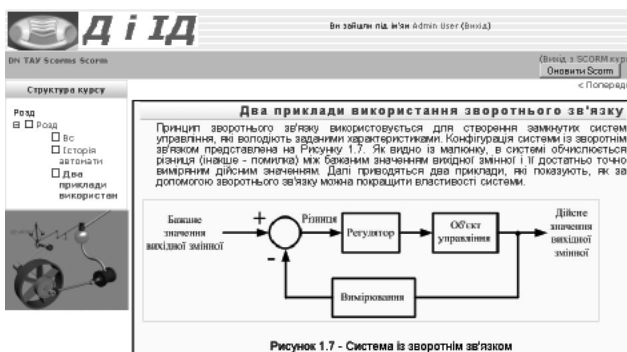 Д і ІД
Ви зайшли під ім'ям Admin User (Вихід)
DN ТАУ Scorms Scorm
(Вихід з SCORM кур
Оновити Scorm
< Поперед
Структура курсу
Розд
Розд
Вс
Історія
автомати
Два
приклади
використан
Два приклади використання зворотнього зв'язку
Принцип зворотнього зв'язку використовується для створення замкнутих систем
управління, які володіють заданими характеристиками. Конфігурація системи із зворотнім
зв'язком представлена на Рисунку 1.7. Як видно із малюнку, в системі обчислюється
різниця (інакше - помилка) між бажаним значенням вихідної змінної і її достатньо точно
виміряним дійсним значенням. Далі приводяться два приклади, які показують, як за
допомогою зворотнього зв'язку можна покращити властивості системи.
Бажане
значення
вихідної змінної
+
-
Різниця
Регулятор
Об'єкт
управління
Дійсне
значення
вихідної
змінної
Вимірювання
Рисунок 1.7 - Система із зворотнім зв'язком